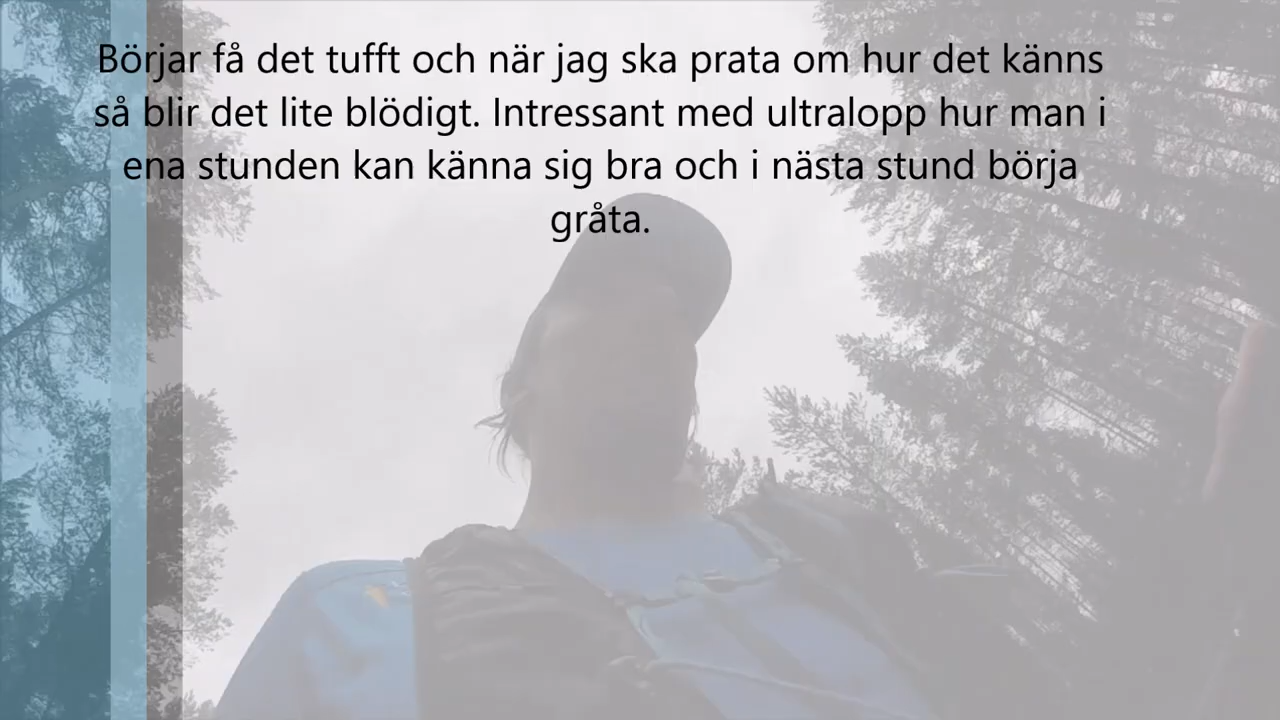 Börjar få det tufft och när jag ska prata om hur det känns
så blir det lite blödigt. Intressant med ultralopp hur man i
ena stunden kan känna sig bra och i nästa stund börja
gråta.